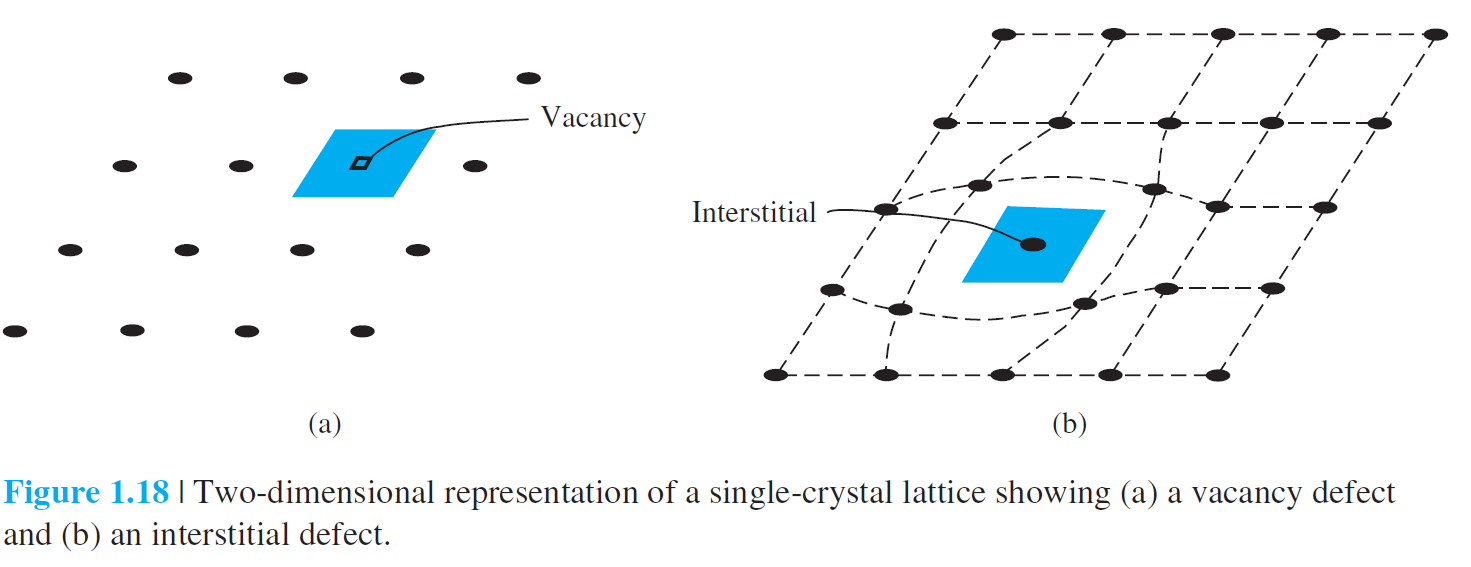 Vacancy
Interstitial
(a)
(b)
Figure 1.18 | Two-dimensional representation of a single-crystal lattice showing (a) a vacancy defect
and (b) an interstitial defect.